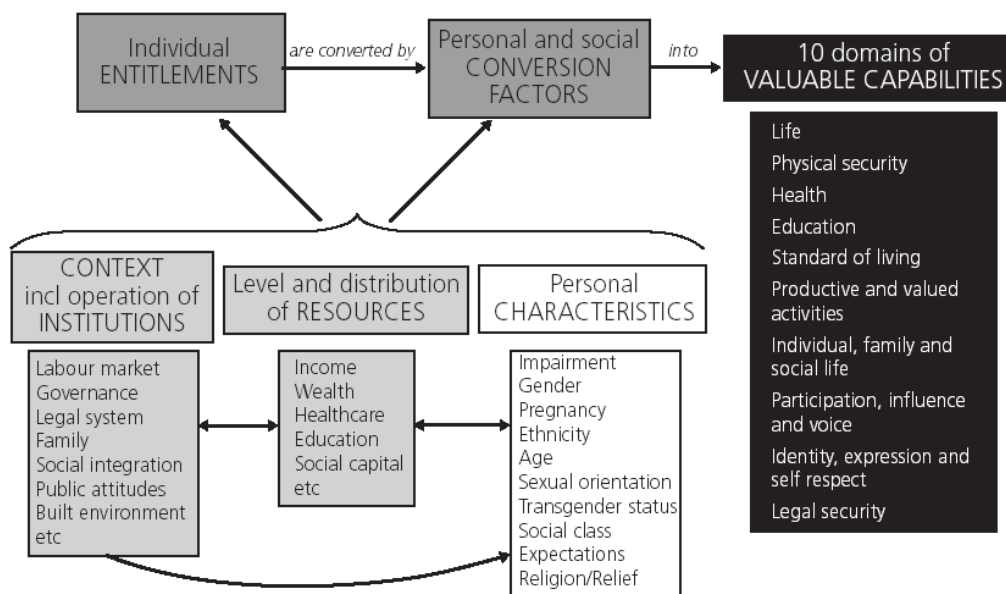 Individual
ENTITLEMENTS
are converted by
Personal and social
CONVERSION
FACTORS
into
10 domains of
VALUABLE CAPABILITIES
Life
Physical security
Health
Education
Standard of living
Productive and valued
activities
Individual, family and
social life
Participation, influence
and voice
Identity, expression and
self respect
Legal security
CONTEXT
incl operation of
INSTITUTIONS
Labour market
Governance
Legal system
Family
Social integration
Public attitudes
Built environment
etc
Level and distribution
of RESOURCES
Income
Wealth
Healthcare
Education
Social capital
etc
Personal
CHARACTERISTICS
Impairment
Gender
Pregnancy
Ethnicity
Age
Sexual orientation
Transgender status
Social class
Expectations
Religion/Relief